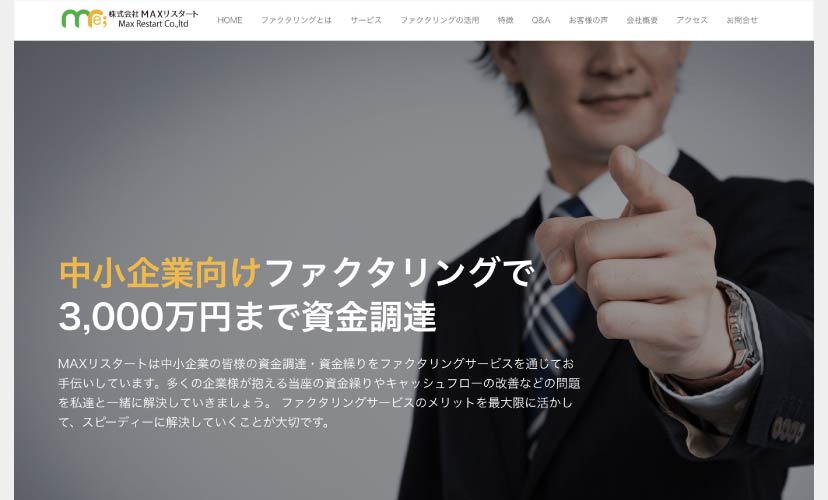 me; 株式会社 MAXリスタート
Max Restart Co.,ltd
HOME ファクタリングとは サービス ファクタリングの活用 特徴 Q&A お客様の声 会社概要 アクセス お問合せ
中小企業向けファクタリングで
3,000万円まで資金調達
MAXリスタートは中小企業の皆様の資金調達・資金繰りをファクタリングサービスを通じてお
手伝いしています。多くの企業様が抱える当座の資金繰りやキャッシュフローの改善などの問題
を私達と一緒に解決していきましょう。 ファクタリングサービスのメリットを最大限に活かし
て、スピーディーに解決していくことが大切です。